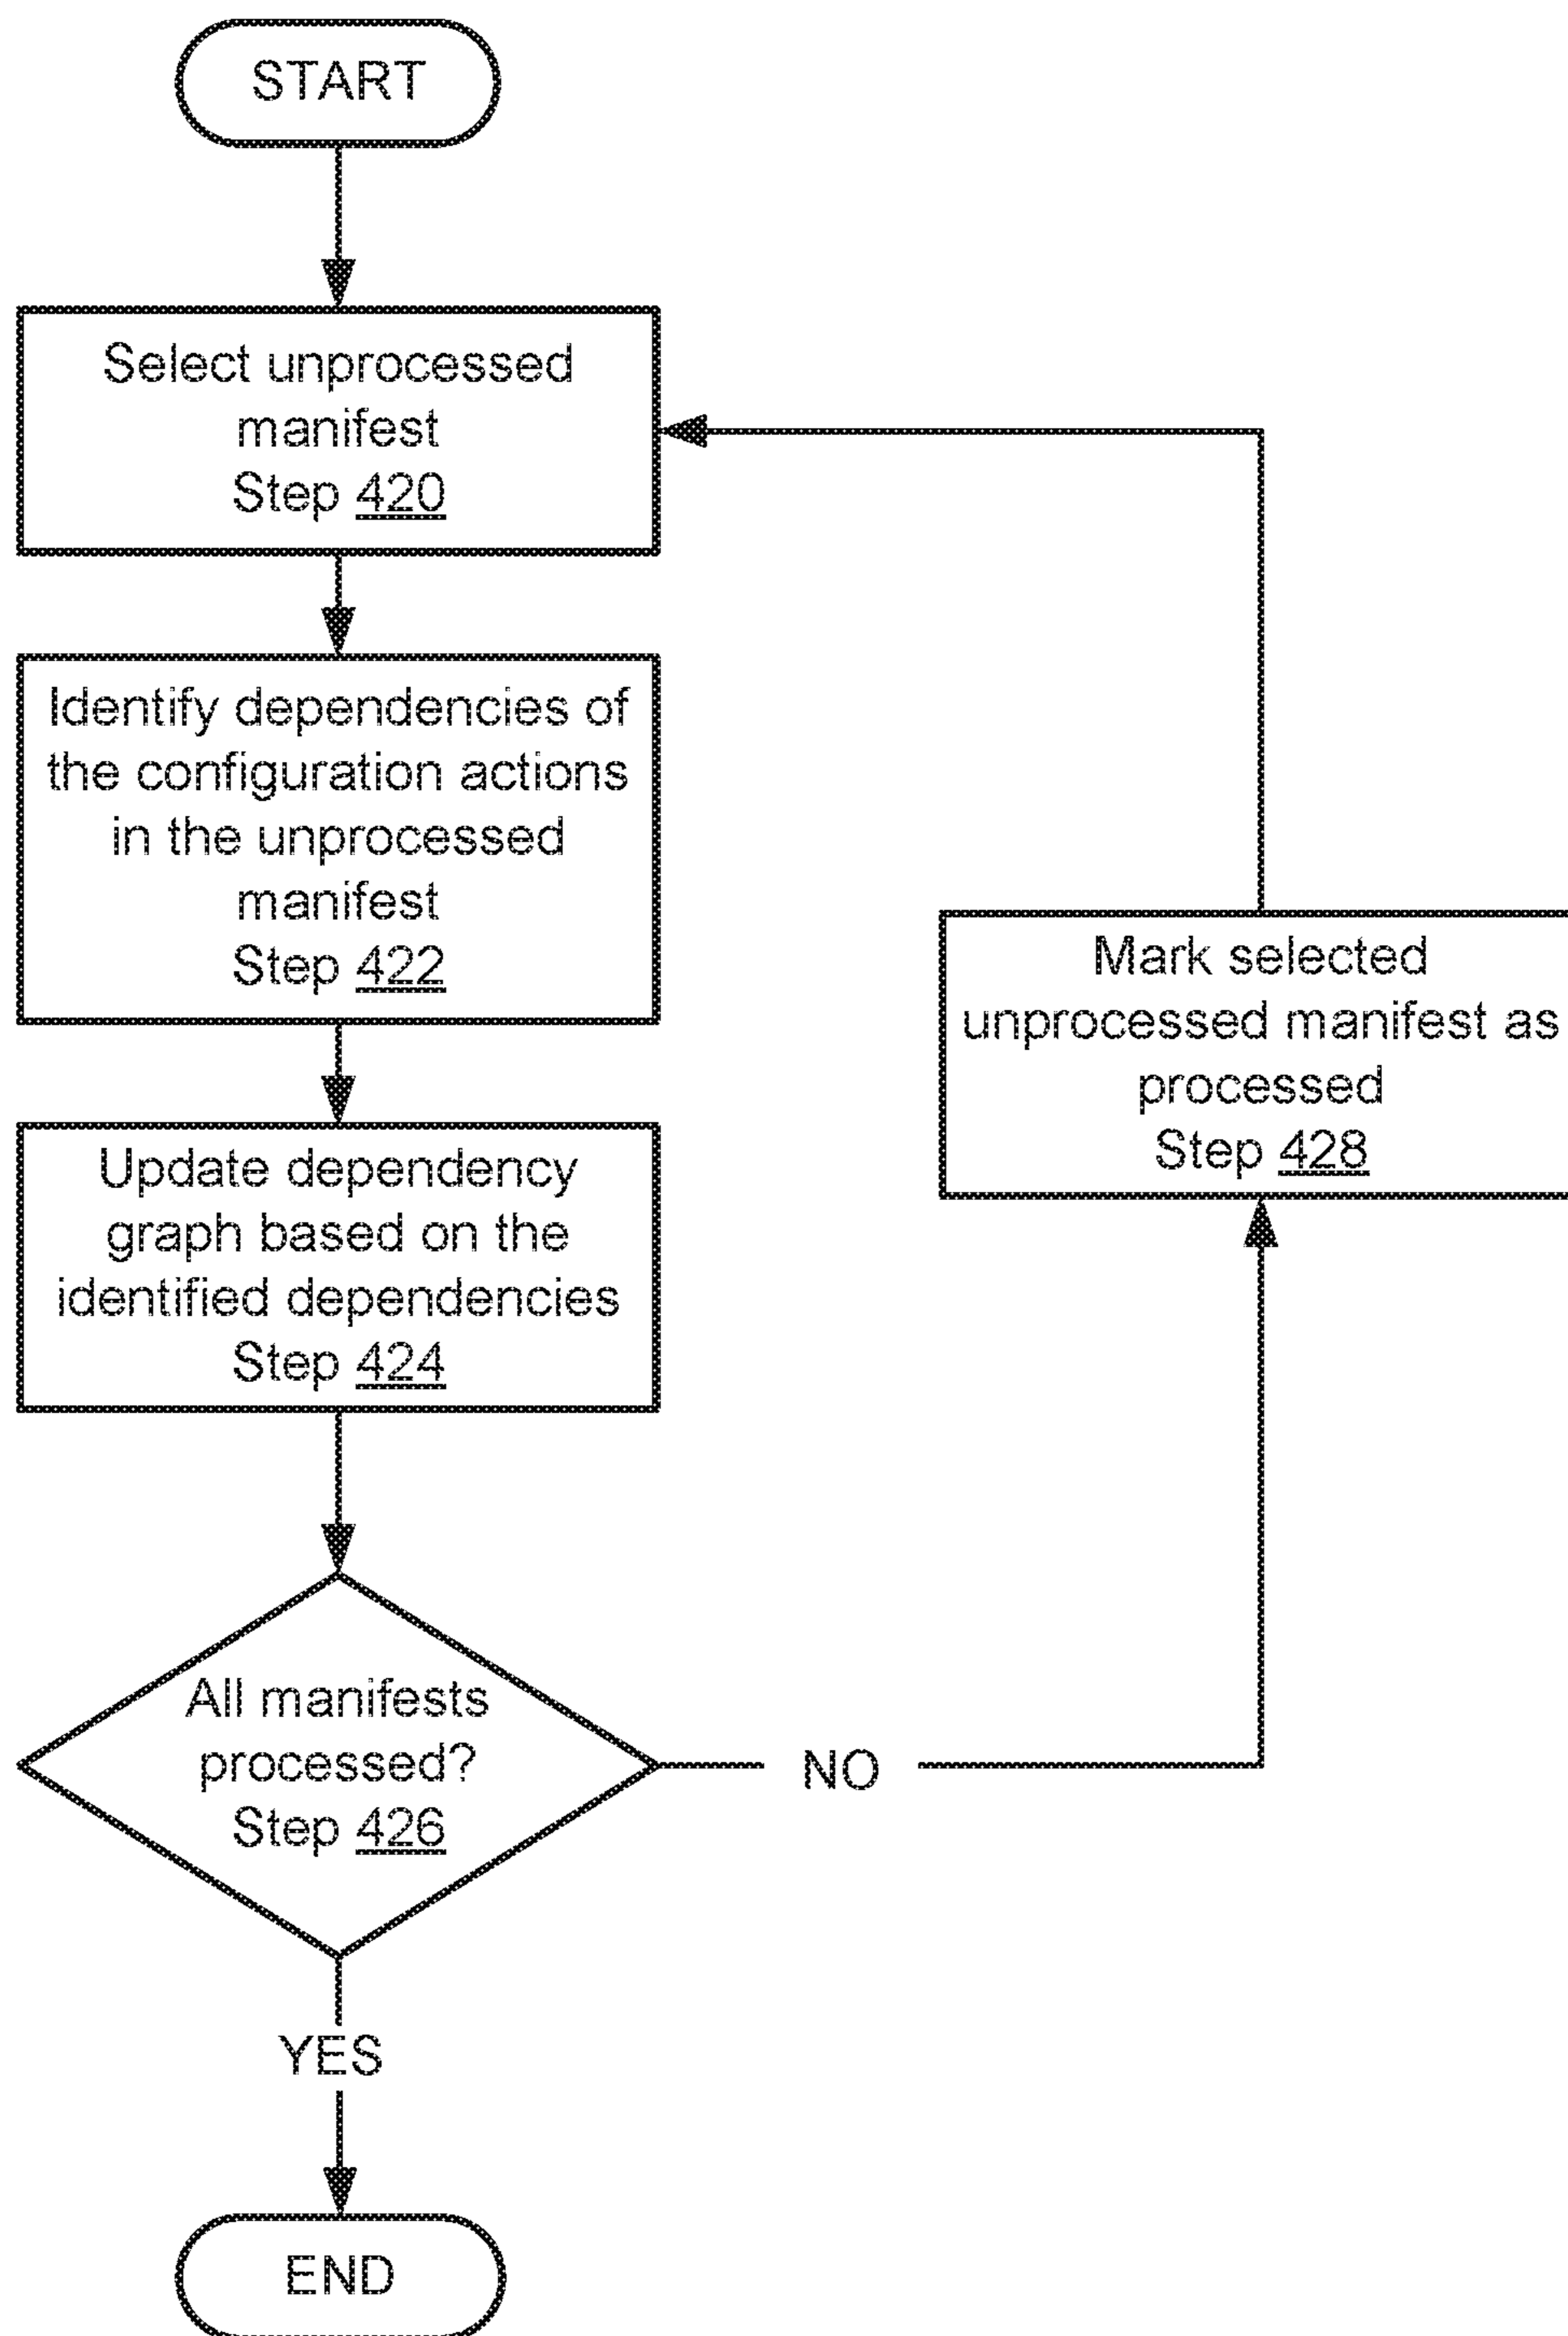 START
Select unprocessed
manifest
Step 420
Identify dependencies of
the configuration actions
in the unprocessed
manifest
Step 422
Update dependency
graph based on the
identified dependencies
Step 424
All manifests
processed?
Step 426
NO
Mark selected
unprocessed manifest as
processed
Step 428
YES
END